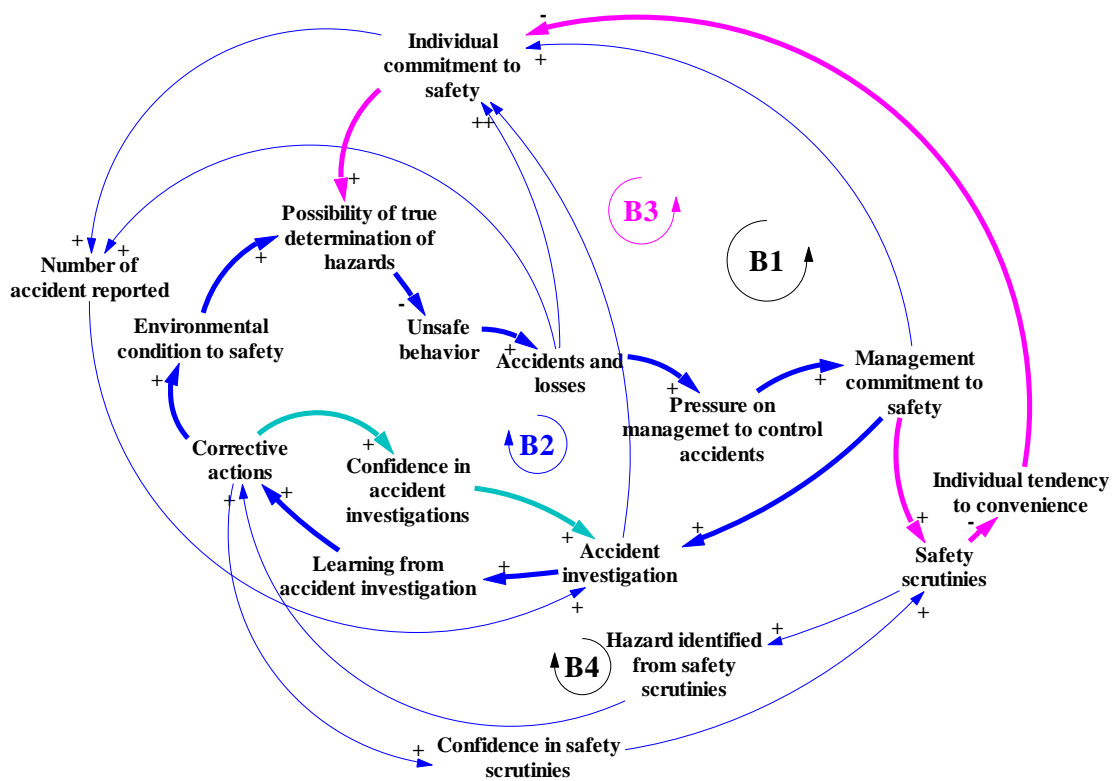 Individual
commitment to
safety
-
+
++
+
B3
B1
Possibility of true
determination of
hazards
+
+
Number of
accident reported
+
Environmental
condition to safety
+
-
Unsafe
behavior
+
Accidents and
losses
+
Pressure on
managemet to control
accidents
+
Management
commitment to
safety
B2
Corrective
actions
+
+
+
Confidence in
accident
investigations
Individual tendency
to convenience
-
+
Safety
scrutinies
+
+
+
Accident
investigation
+
+
Learning from
accident investigation
+
Hazard identified
from safety
scrutinies
B4
+
Confidence in safety
scrutinies